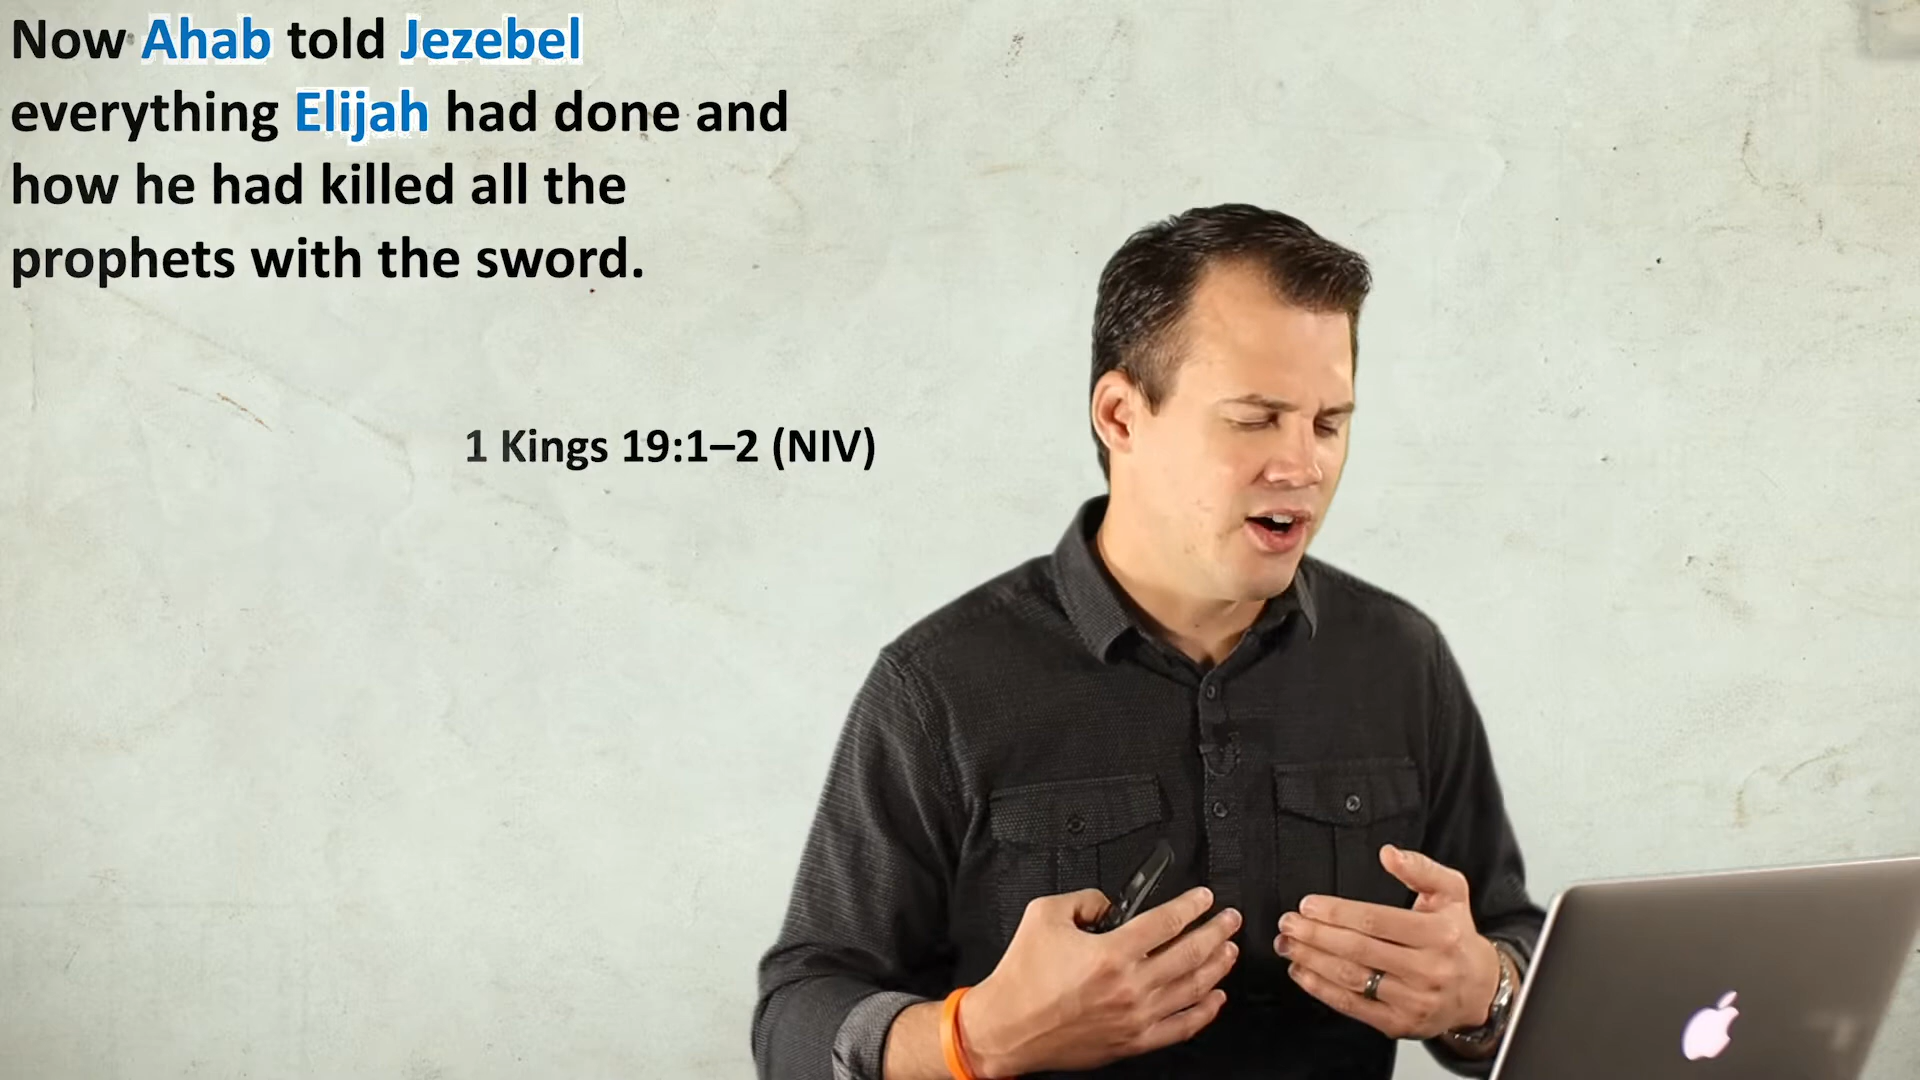 Now Ahab told Jezebel
everything Elijah had done and
how he had killed all the
prophets with the sword.
1 Kings 19:1–2 (NIV)